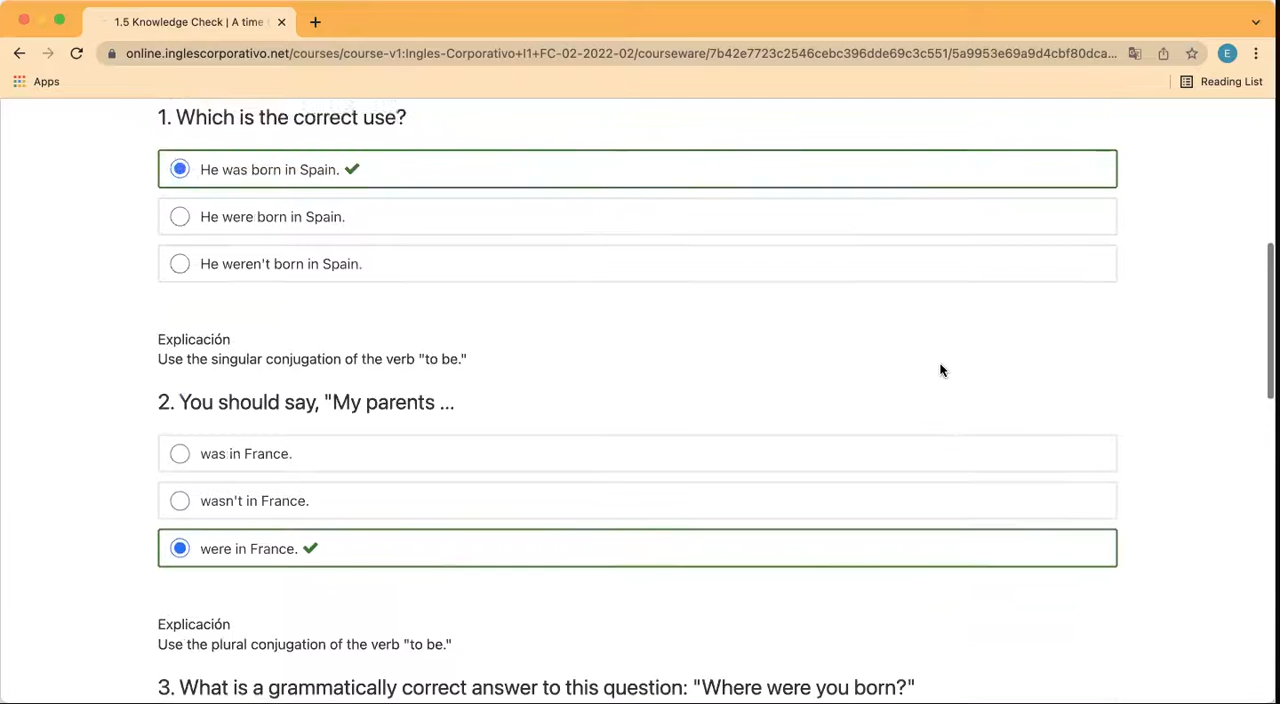 1.5 Knowledge Check | A time
online.inglescorporativo.net/courses/course-v1:Ingles-Corporativo+I1+FC-02-2022-02/courseware/7b42e7723c2546cebc396dde69c3c551/5a9953e69a9d4cbf80dca...
E
Apps
Reading List
1. Which is the correct use?
He was born in Spain.
He were born in Spain.
He weren't born in Spain.
Explicación
Use the singular conjugation of the verb "to be."
2. You should say, "My parents ...
was in France.
wasn't in France.
were in France.
Explicación
Use the plural conjugation of the verb "to be."
3. What is a grammatically correct answer to this question: "Where were you born?"